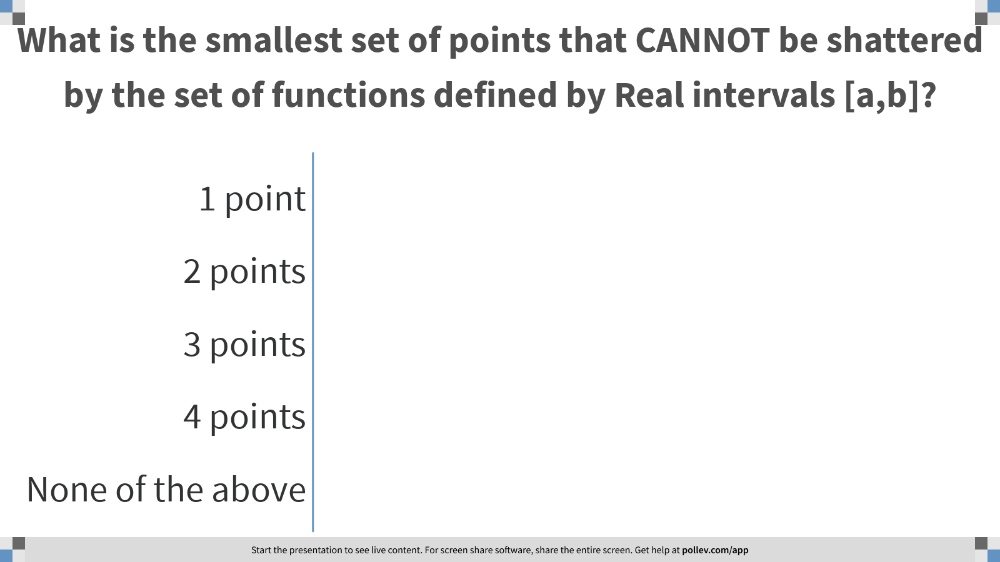 What is the smallest set of points that CANNOT be shattered
by the set of functions defined by Real intervals [a,b]?
1 point
2 points
3 points
4 points
None of the above
Start the presentation to see live content. For screen share software, share the entire screen. Get help at pollev.com/app